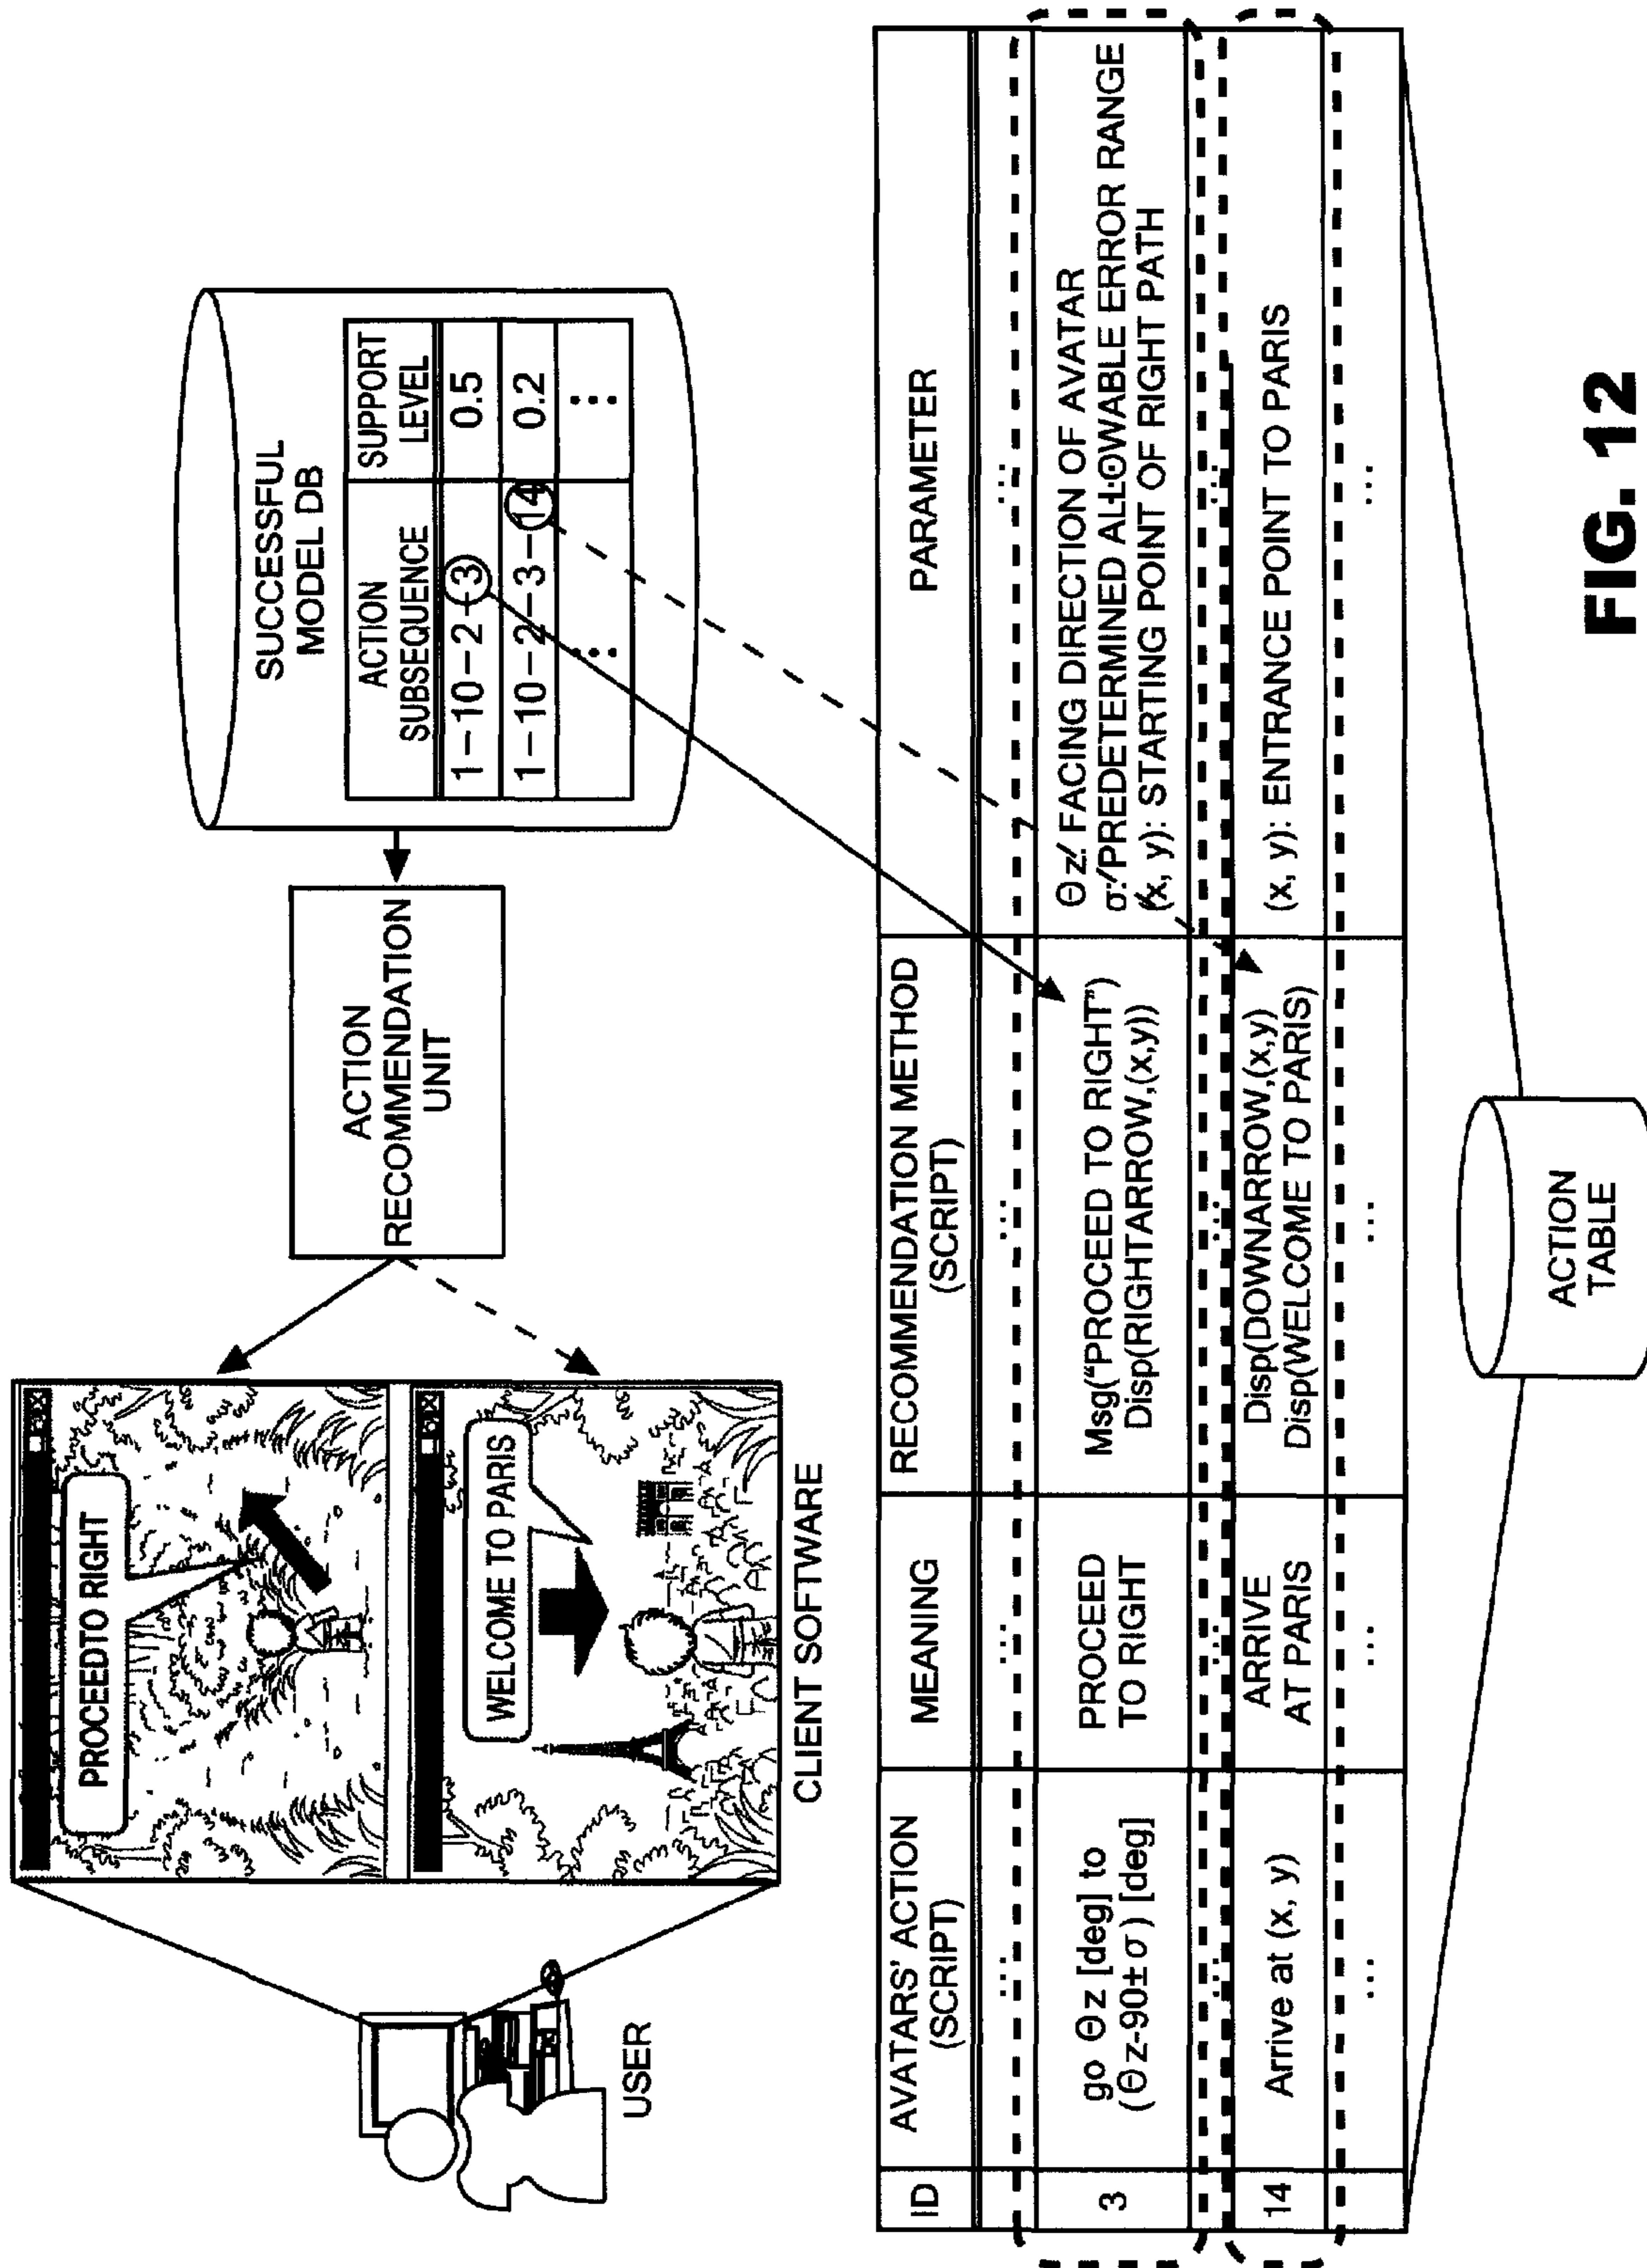 PROCEEDTO RIGHT
WELCOME TO PARIS
CLIENT SOFTWARE
USER
ACTION
RECOMMENDATION
UNIT
SUCCESSFUL
MODEL DB
ACTION
SUBSEQUENCE
SUPPORT
LEVEL
1-10-2-3
0.5
1-10-2-3-14
0.2
⋮
⋮
ID
AVATARS' ACTION
(SCRIPT)
MEANING
RECOMMENDATION METHOD
(SCRIPT)
PARAMETER
... ... ... ...
3
go Θz [deg] to
(Θz-90±σ) [deg]
PROCEED
TO RIGHT
Msg("PROCEED TO RIGHT")
Disp(RIGHTARROW,(x,y))
Θz: FACING DIRECTION OF AVATAR
σ: PREDETERMINED ALLOWABLE ERROR RANGE
(x, y): STARTING POINT OF RIGHT PATH
... ... ... ...
14
Arrive at (x, y)
ARRIVE
AT PARIS
Disp(DOWNARROW,(x,y)
Disp(WELCOME TO PARIS)
(x, y): ENTRANCE POINT TO PARIS
... ... ... ...
ACTION
TABLE
FIG. 12